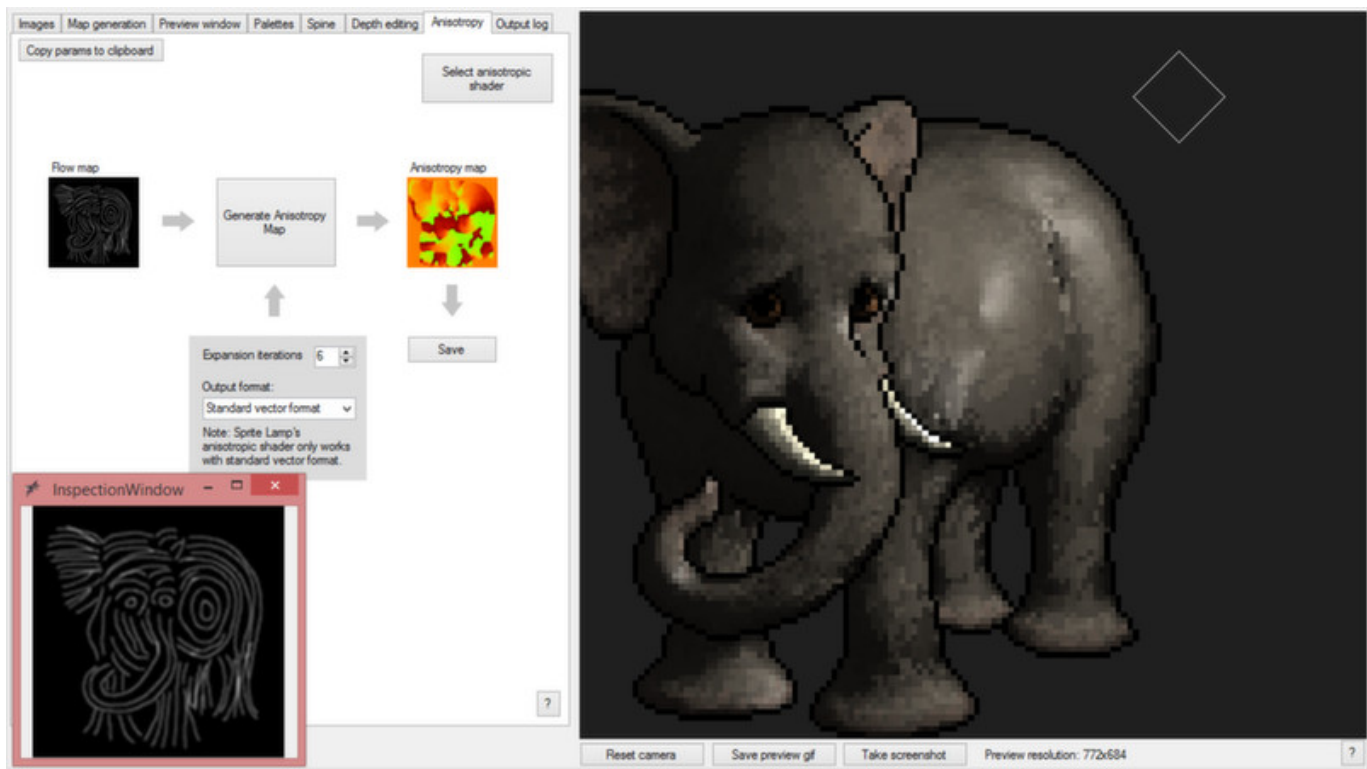 Images
Map generation
Preview window
Palettes
Spine
Depth editing
Anisotropy
Output log
Copy params to clipboard
Select anisotropic
shader
Flow map
Anisotropy map
Generate Anisotropy
Map
Expansion iterations 6
Save
Output format:
Standard vector format
Note: Sprite Lamp's
anisotropic shader only works
with standard vector format.
InspectionWindow
?
Reset camera
Save preview gif
Take screenshot
Preview resolution: 772x684
?